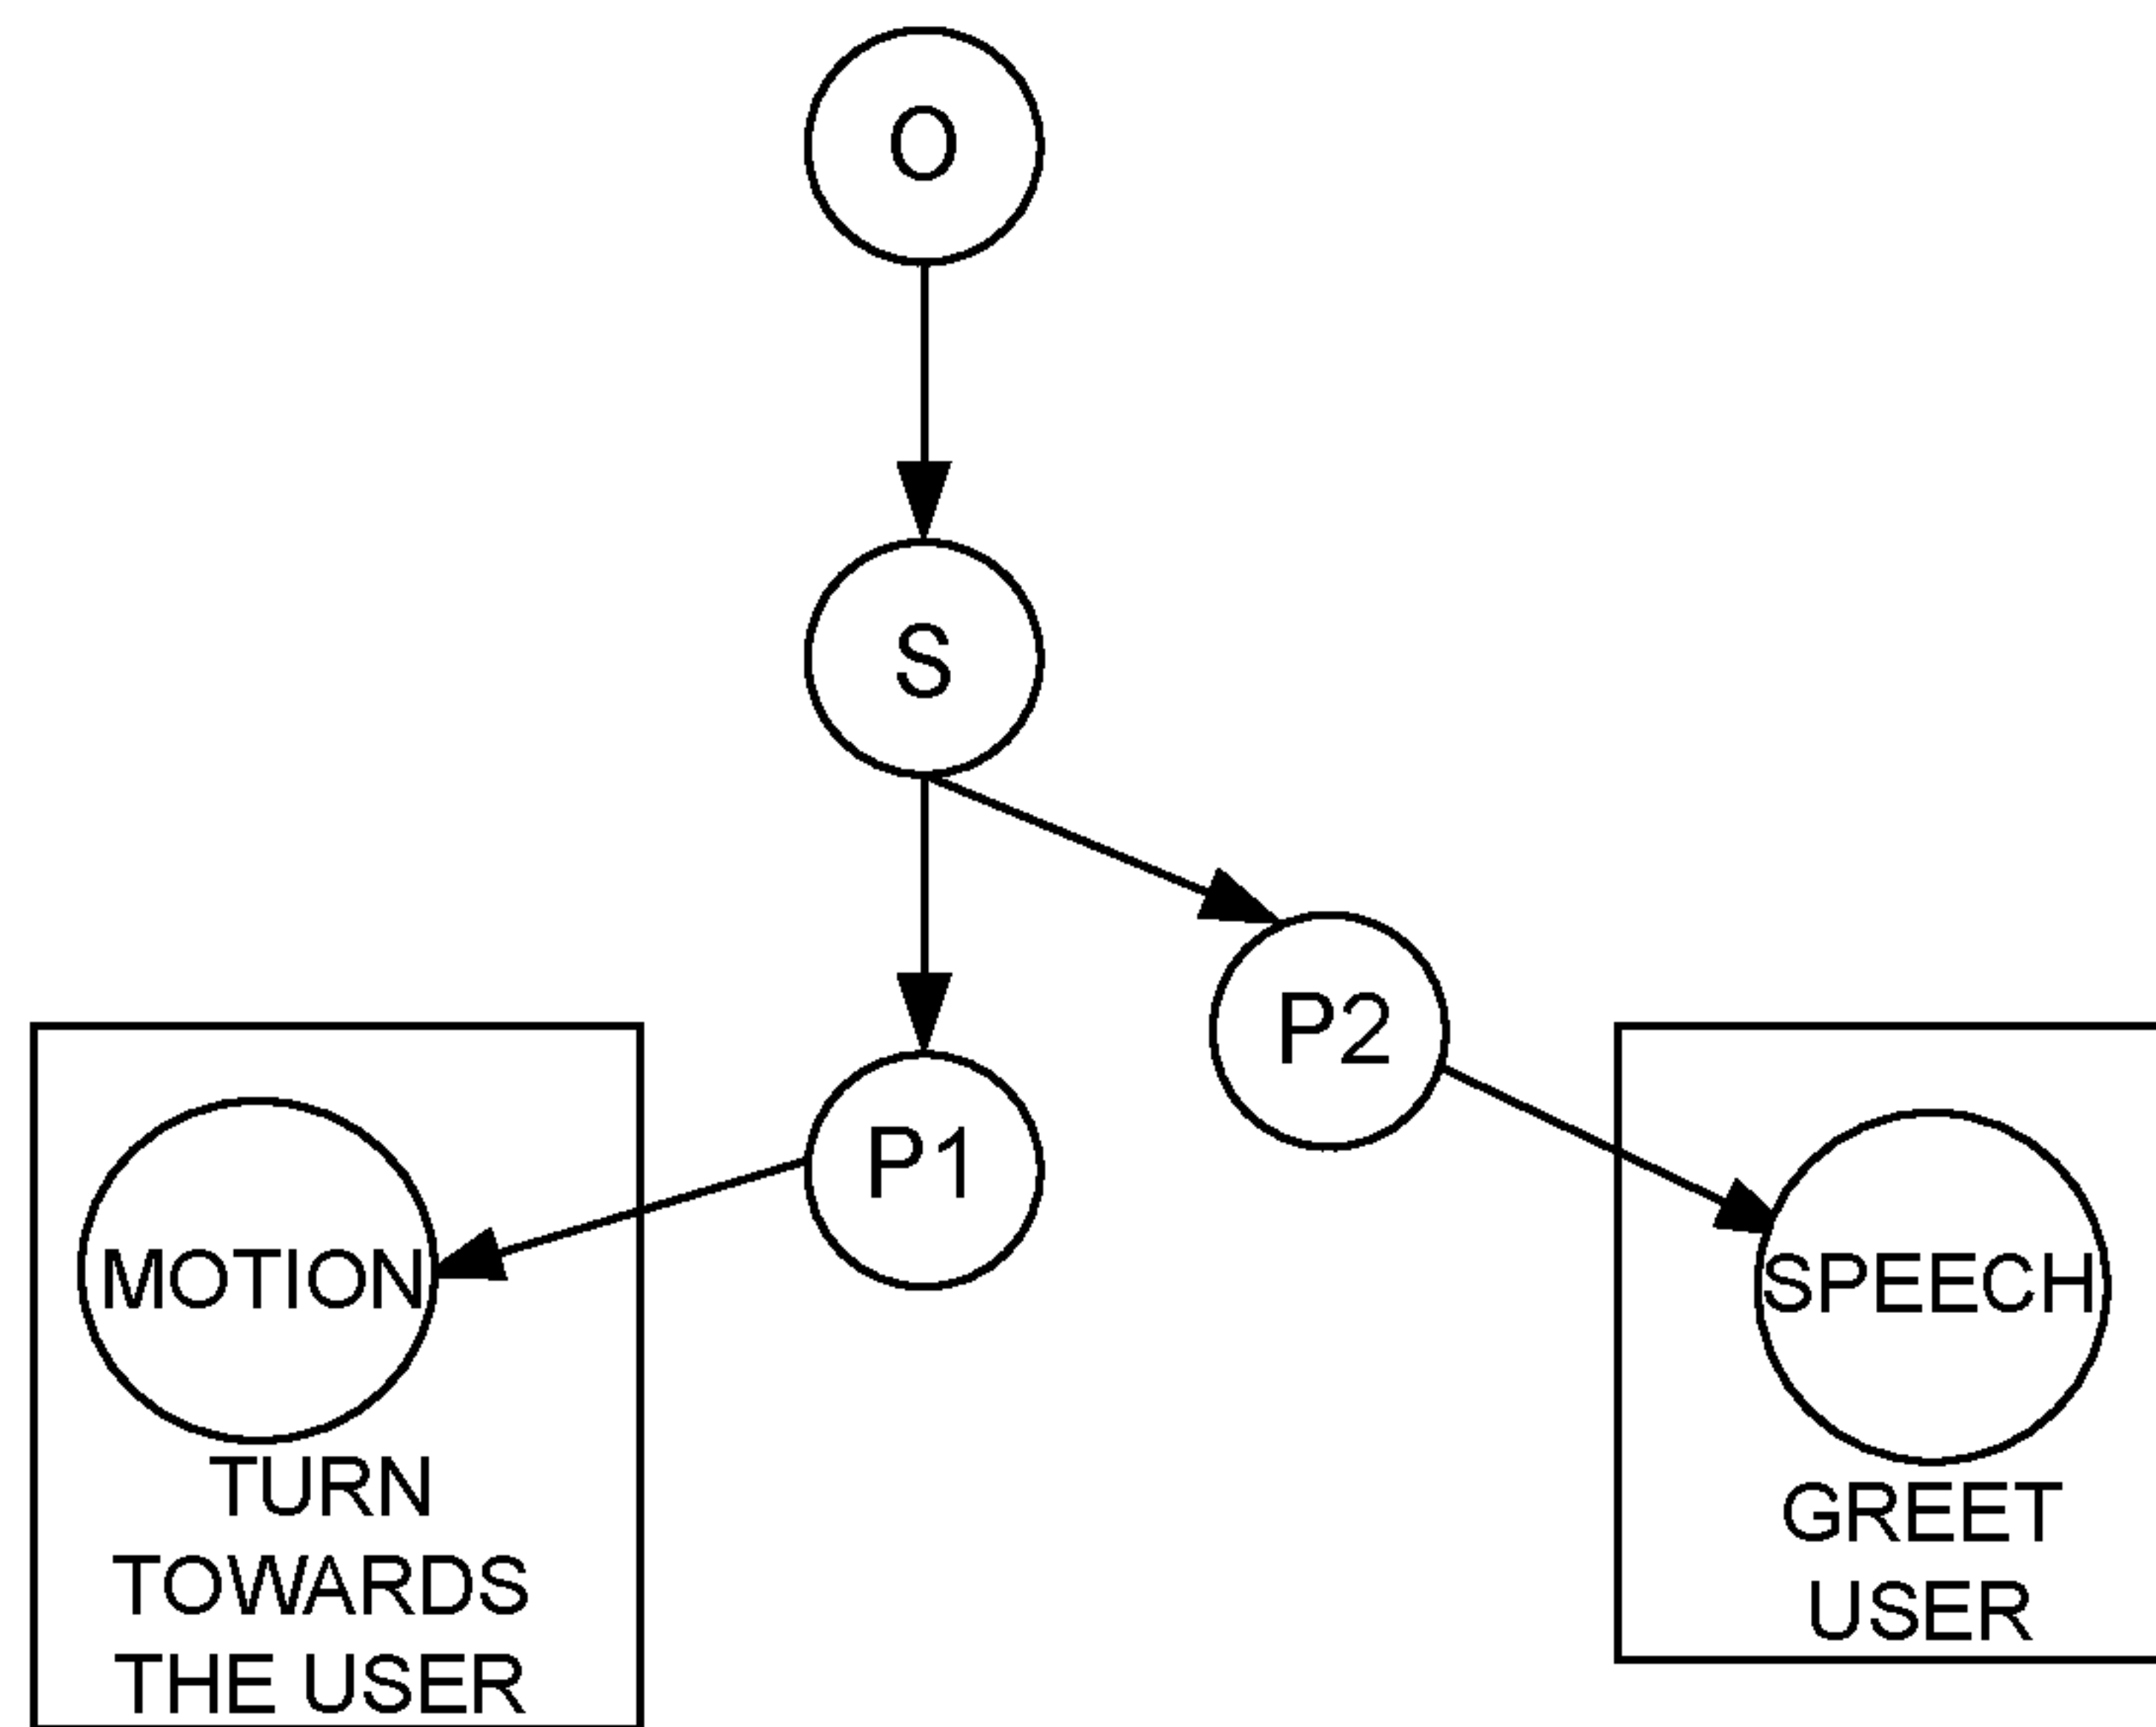 O
S
P2
P1
MOTION
TURN
TOWARDS
THE USER
SPEECH
GREET
USER